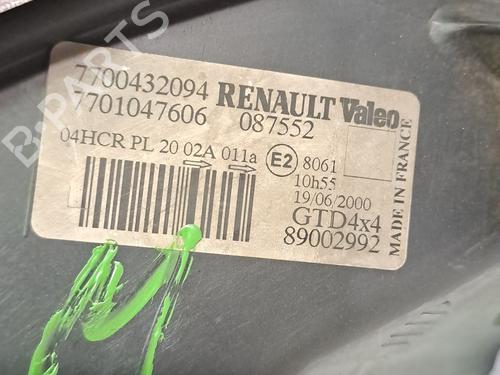 7700432094 RENAULT Valeo
7701047606 087552
04HCR PL 20 02A 011a E2 8061
10h55
19/06/2000
GTD4x4
89002992
MADE IN FRANCE
B-PARTS